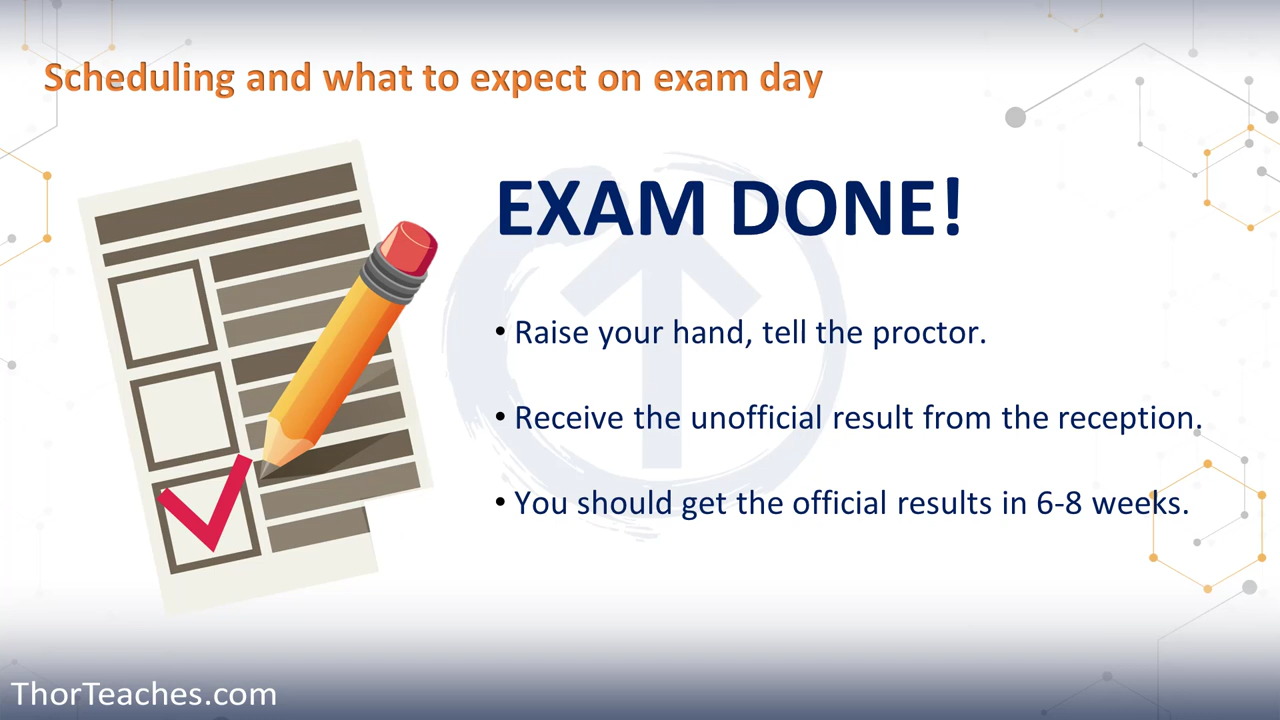 Scheduling and what to expect on exam day
EXAM DONE!
• Raise your hand, tell the proctor.
• Receive the unofficial result from the reception.
• You should get the official results in 6-8 weeks.
ThorTeaches.com